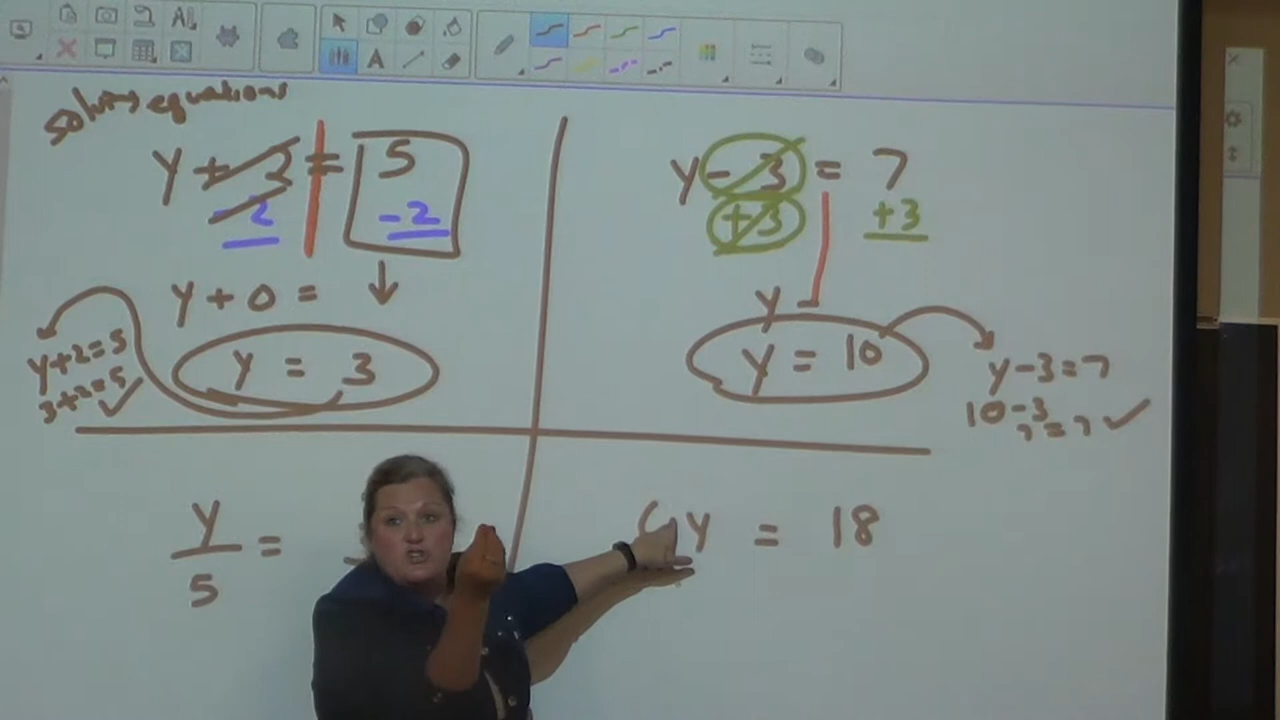 solving equations
y + 2 = 5
- 2 - 2
y + 0 =
y = 3
y+2=5
3+2=5 ✓
y - 3 = 7
+3 +3
y =
y = 10
y-3=7
10-3
7=7 ✓
y
5
=
y = 18